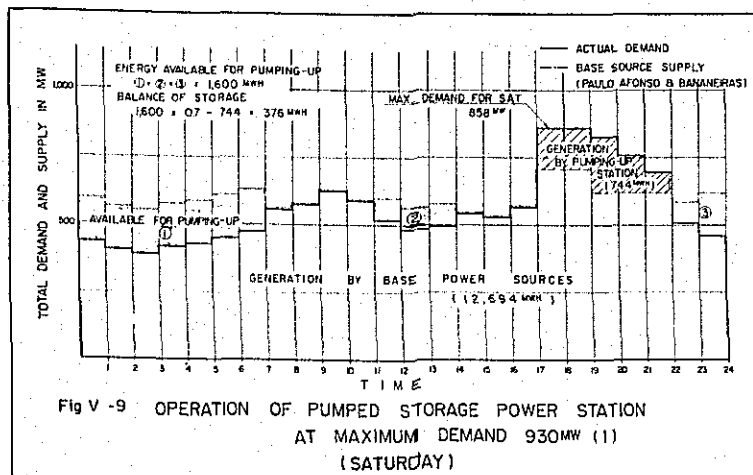 ENERGY AVAILABLE FOR PUMPING-UP
① + ② + ③ = 1,600 MWH
BALANCE OF STORAGE
1,600 × 0.7 - 744 = 376 MWH
ACTUAL DEMAND
BASE SOURCE SUPPLY
(PAULO AFONSO & BANANEIRAS)
MAX. DEMAND FOR SAT
858 MW
GENERATION
BY PUMPING-UP
STATION
(744 MWH)
TOTAL DEMAND AND SUPPLY IN MW
1,000
500
AVAILABLE FOR PUMPING-UP
①
②
③
GENERATION BY BASE POWER SOURCES
(12,694 MWH)
1 2 3 4 5 6 7 8 9 10 11 12 13 14 15 16 17 18 19 20 21 22 23 24
TIME
Fig V -9 OPERATION OF PUMPED STORAGE POWER STATION
AT MAXIMUM DEMAND 930MW (1)
(SATURDAY)